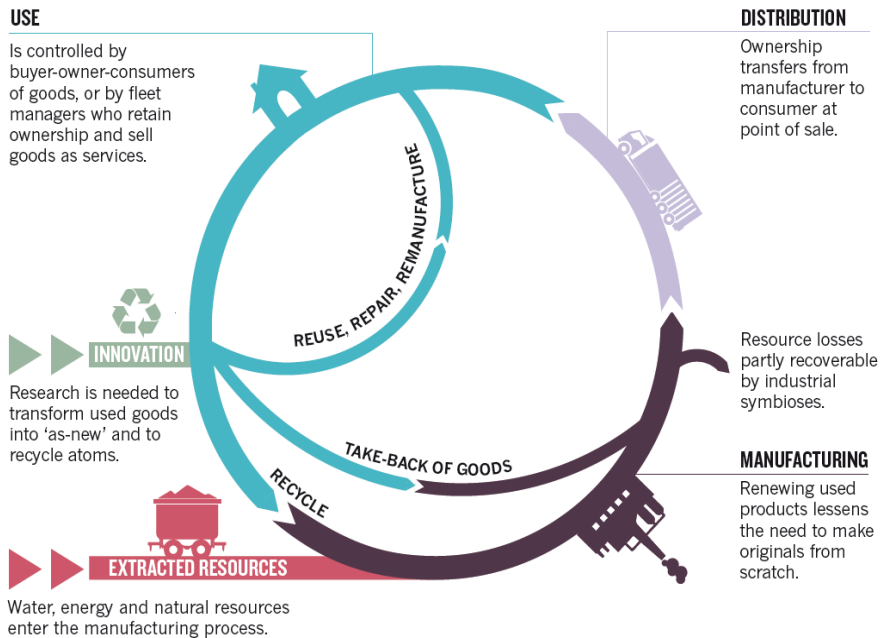 USE
Is controlled by
buyer-owner-consumers
of goods, or by fleet
managers who retain
ownership and sell
goods as services.
DISTRIBUTION
Ownership
transfers from
manufacturer to
consumer at
point of sale.
REUSE, REPAIR, REMANUFACTURE
INNOVATION
Research is needed to
transform used goods
into ‘as-new’ and to
recycle atoms.
Resource losses
partly recoverable
by industrial
symbioses.
TAKE-BACK OF GOODS
RECYCLE
MANUFACTURING
Renewing used
products lessens
the need to make
originals from
scratch.
EXTRACTED RESOURCES
Water, energy and natural resources
enter the manufacturing process.